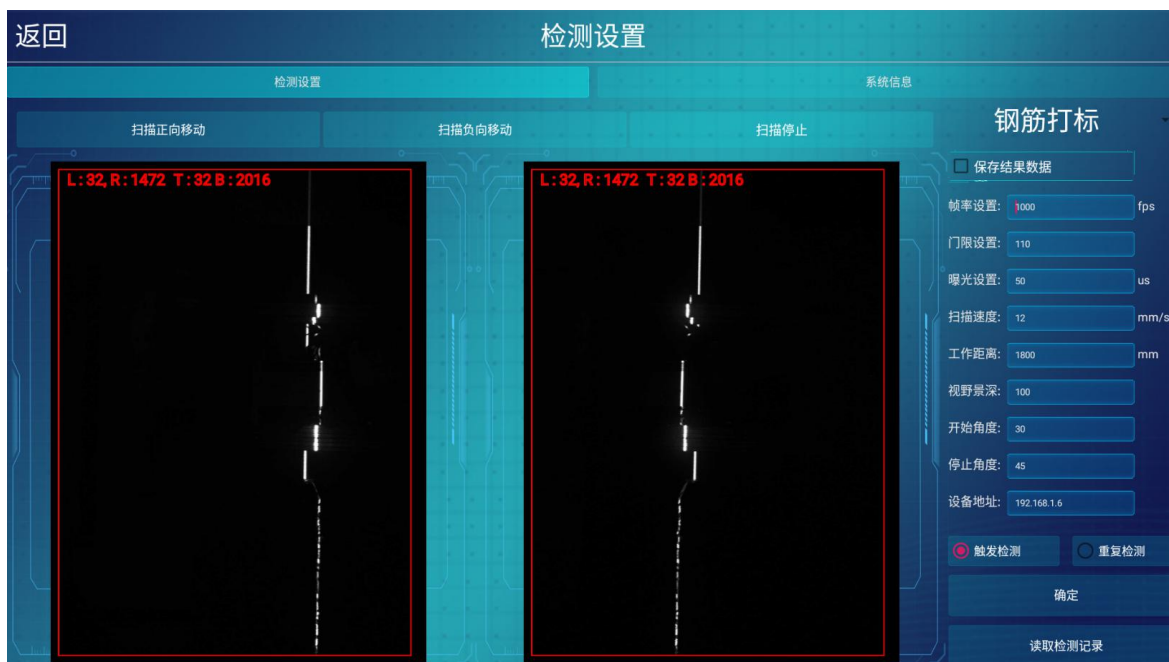 返回
检测设置
检测设置
系统信息
扫描正向移动
扫描负向移动
扫描停止
钢筋打标
L:32,R:1472 T:32 B:2016
L:32,R:1472 T:32 B:2016
保存结果数据
帧率设置: 1000 fps
门限设置: 110
曝光设置: 50 us
扫描速度: 12 mm/s
工作距离: 1800 mm
视野景深: 100
开始角度: 30
停止角度: 45
设备地址: 192.168.1.6
触发检测
重复检测
确定
读取检测记录